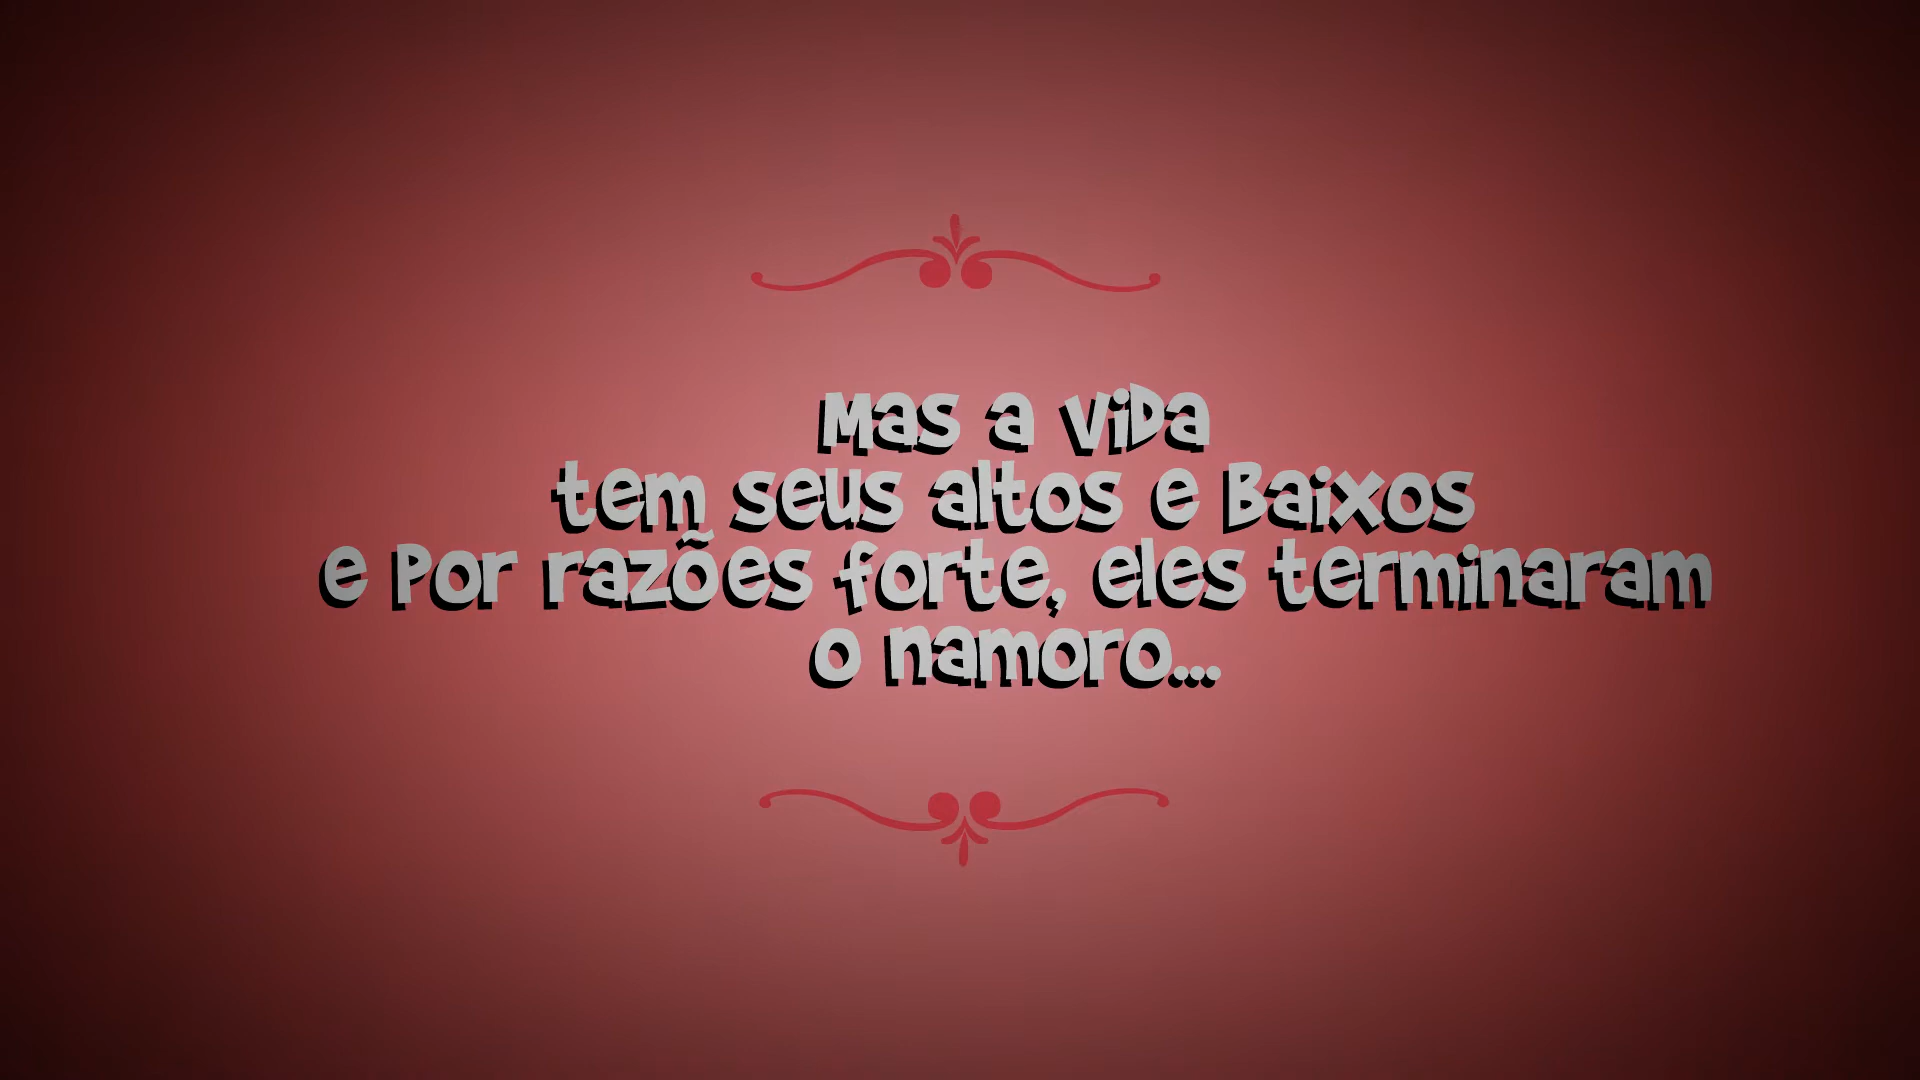 Mas a vida
tem seus altos e Baixos
e Por razões forte, eles terminaram
o namoro...